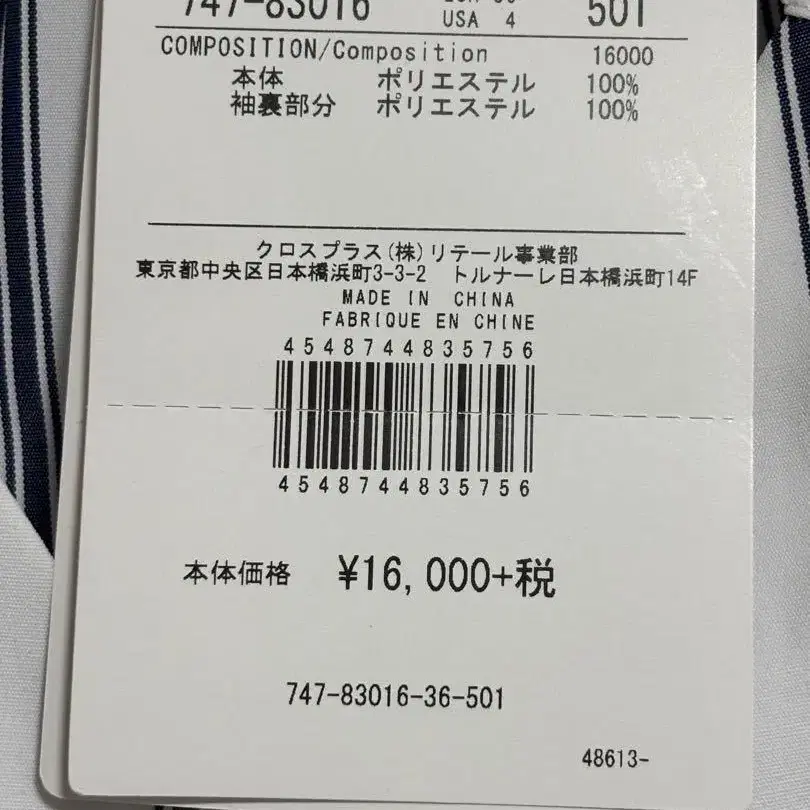 747-83016
USA 4
501
COMPOSITION/Composition 16000
本体 ポリエステル 100%
袖裏部分 ポリエステル 100%
クロスプラス(株)リテール事業部
東京都中央区日本橋浜町3-3-2 トルナーレ日本橋浜町14F
MADE IN CHINA
FABRIQUE EN CHINE
4548744835756
4548744835756
本体価格 ¥16,000+税
747-83016-36-501
48613-